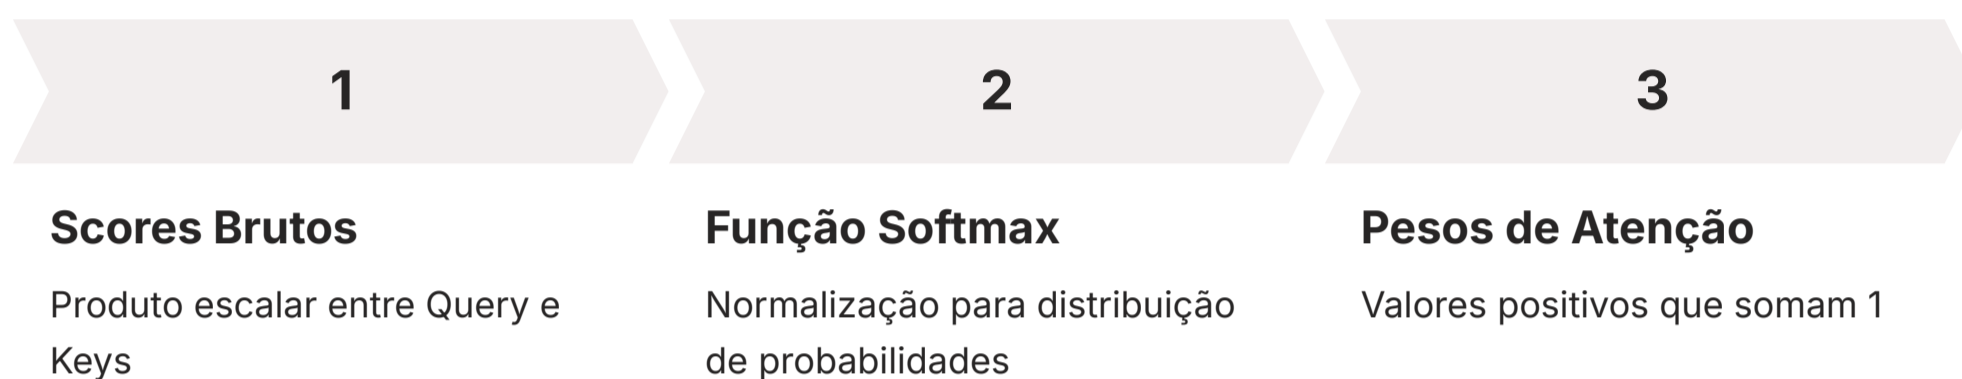 1
2
3
Scores Brutos
Produto escalar entre Query e
Keys
Função Softmax
Normalização para distribuição
de probabilidades
Pesos de Atenção
Valores positivos que somam 1